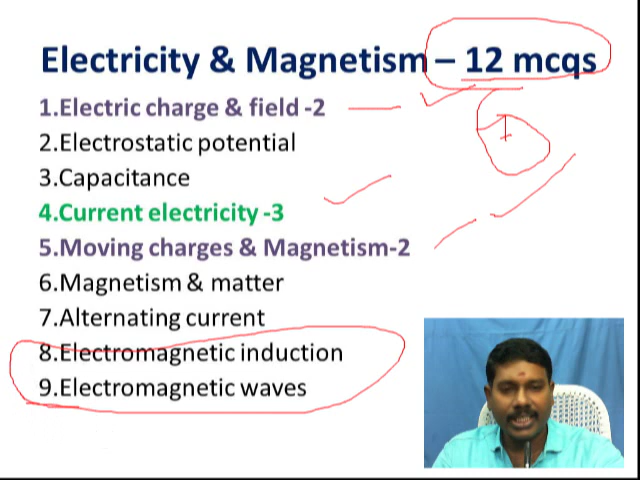 Electricity & Magnetism – 12 mcqs
1.Electric charge & field -2
2.Electrostatic potential
3.Capacitance
4.Current electricity -3
5.Moving charges & Magnetism-2
6.Magnetism & matter
7.Alternating current
8.Electromagnetic induction
9.Electromagnetic waves